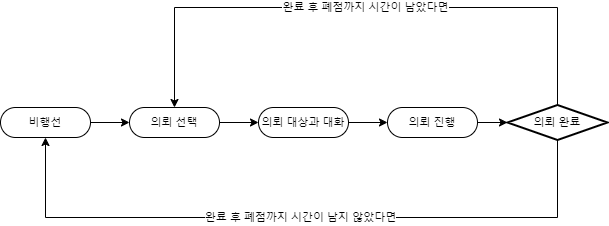 완료 후 폐점까지 시간이 남았다면
비행선
의뢰 선택
의뢰 대상과 대화
의뢰 진행
의뢰 완료
완료 후 폐점까지 시간이 남지 않았다면